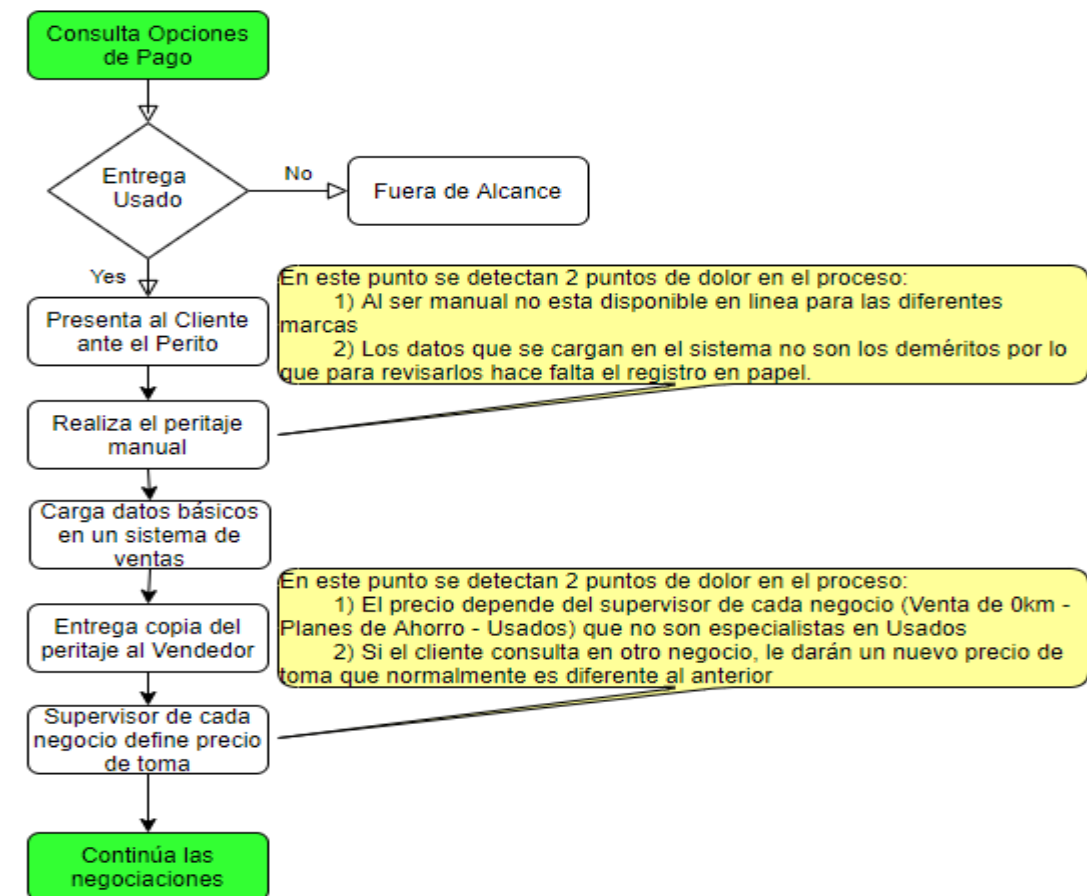 Consulta Opciones
de Pago
Entrega
Usado
No
Fuera de Alcance
Yes
En este punto se detectan 2 puntos de dolor en el proceso:
1) Al ser manual no esta disponible en linea para las diferentes
marcas
2) Los datos que se cargan en el sistema no son los deméritos por lo
que para revisarlos hace falta el registro en papel.
Presenta al Cliente
ante el Perito
Realiza el peritaje
manual
Carga datos básicos
en un sistema de
ventas
En este punto se detectan 2 puntos de dolor en el proceso:
1) El precio depende del supervisor de cada negocio (Venta de 0km -
Planes de Ahorro - Usados) que no son especialistas en Usados
2) Si el cliente consulta en otro negocio, le darán un nuevo precio de
toma que normalmente es diferente al anterior
Entrega copia del
peritaje al Vendedor
Supervisor de cada
negocio define precio
de toma
Continúa las
negociaciones